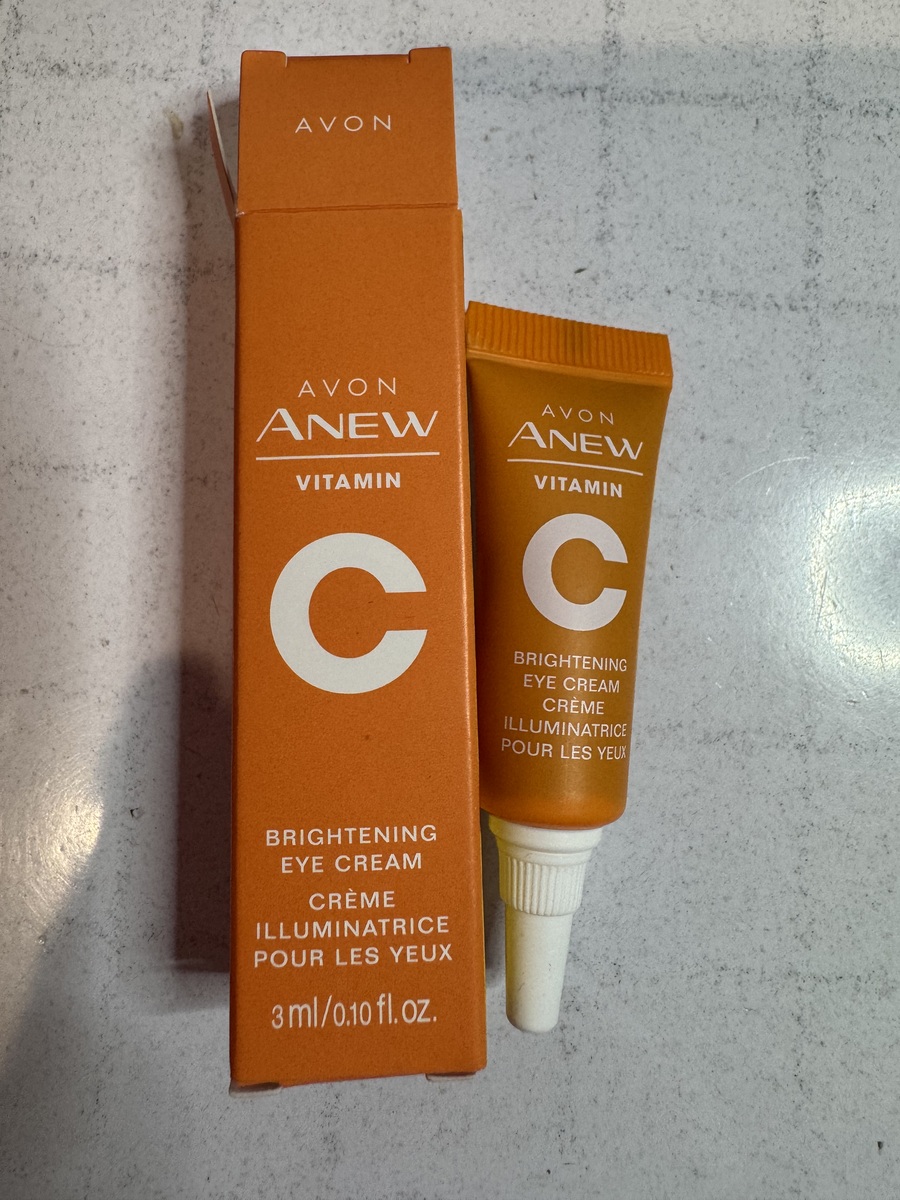 AVON
AVON
ANEW
VITAMIN
C
BRIGHTENING
EYE CREAM
CRÈME
ILLUMINATRICE
POUR LES YEUX
3 ml/0.10 fl. oz.
AVON
ANEW
VITAMIN
C
BRIGHTENING
EYE CREAM
CRÈME
ILLUMINATRICE
POUR LES YEUX